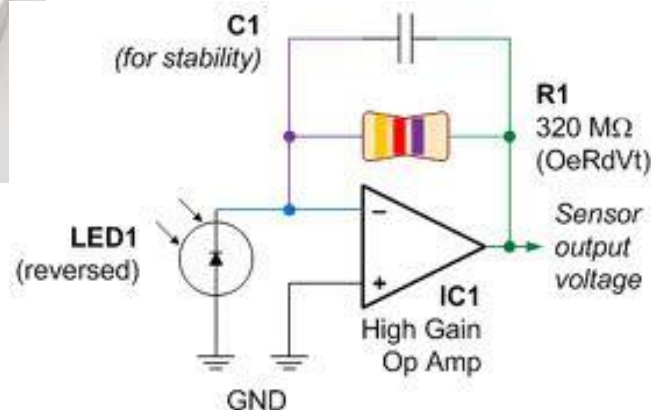 C1
(for stability)
R1
320 MΩ
(OeRdVt)
LED1
(reversed)
−
+
IC1
High Gain
Op Amp
Sensor
output
voltage
GND